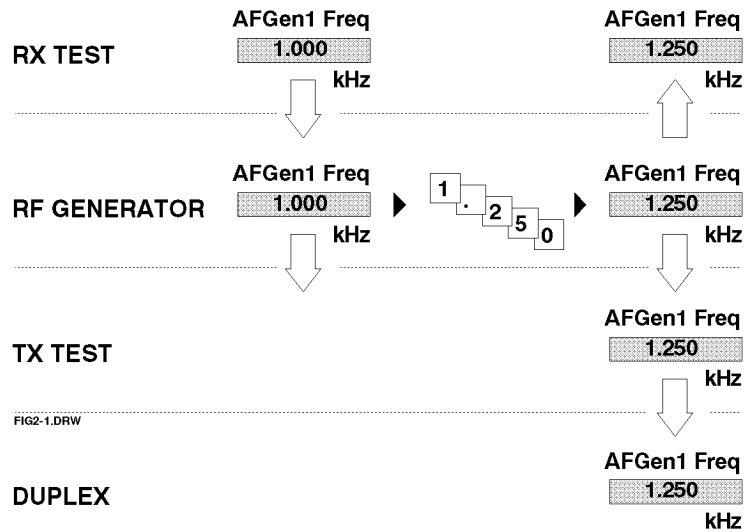 AFGen1 Freq AFGen1 Freq
RX TEST 1.000 1.250
kHz kHz
AFGen1 Freq AFGen1 Freq
RF GENERATOR 1.000 1 . 2 5 0 1.250
kHz kHz
AFGen1 Freq
TX TEST 1.250
kHz
FIG2-1.DRW
AFGen1 Freq
DUPLEX 1.250
kHz